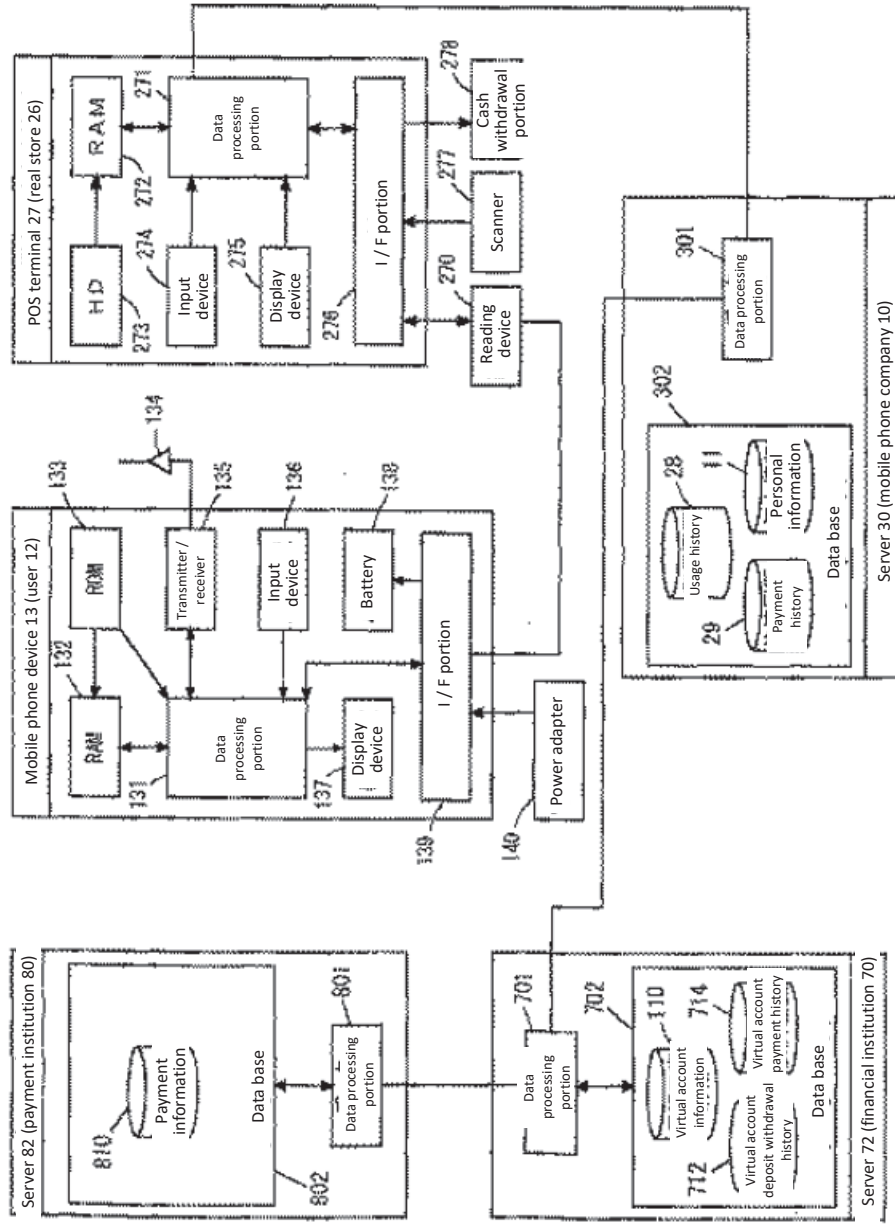 Server 82 (payment institution 80)
810
Payment
information
Data base
802
801
Data processing
portion
Server 72 (financial institution 70)
701
Data
processing
portion
702
110
Virtual account
information
712
Virtual account
deposit withdrawal
history
714
Virtual account
payment history
Data base
Mobile phone device 13 (user 12)
132
RAM
133
ROM
134
131
Data
processing
portion
135
Transmitter /
receiver
136
Input
device
137
Display
device
138
Battery
139
I / F portion
140
Power adapter
POS terminal 27 (real store 26)
273
HD
272
RAM
271
Data
processing
portion
274
Input
device
275
Display
device
276
I / F portion
270
Reading
device
277
Scanner
278
Cash
withdrawal
portion
Server 30 (mobile phone company 10)
301
Data processing
portion
302
28
Usage history
29
Payment
history
11
Personal
information
Data base